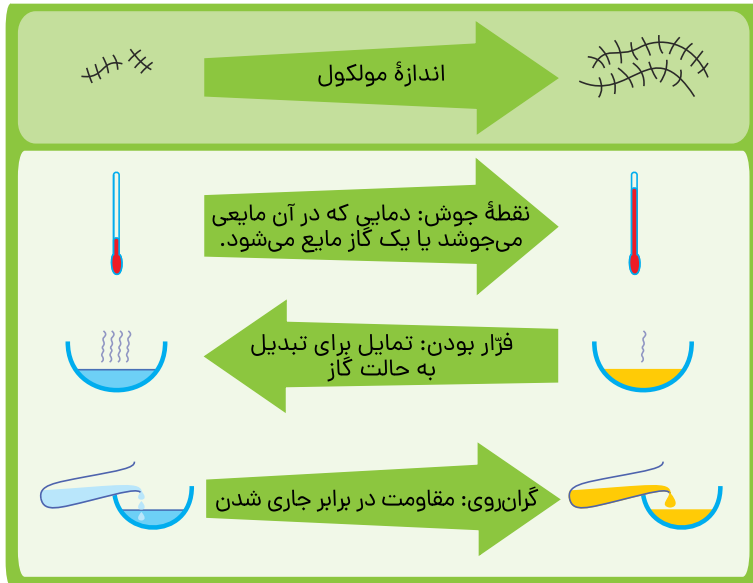 اندازهٔ مولکول
نقطهٔ جوش: دمایی که در آن مایعی
می‌جوشد یا یک گاز مایع می‌شود.
فرّار بودن: تمایل برای تبدیل
به حالت گاز
گران‌روی: مقاومت در برابر جاری شدن